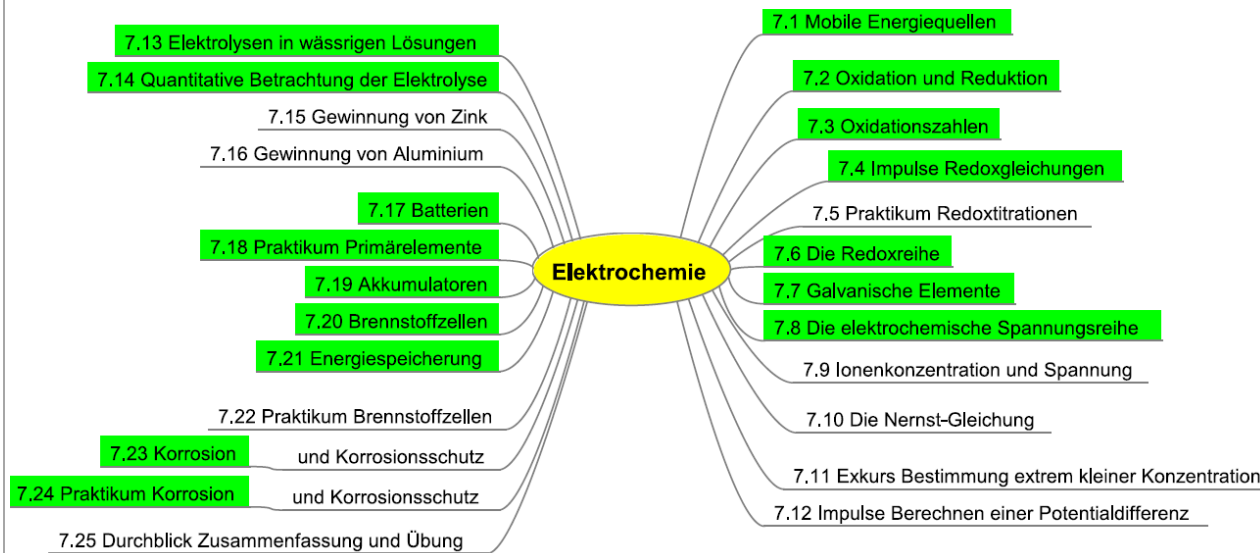 7.1 Mobile Energiequellen
7.2 Oxidation und Reduktion
7.3 Oxidationszahlen
7.4 Impulse Redoxgleichungen
7.5 Praktikum Redoxtitrationen
7.6 Die Redoxreihe
7.7 Galvanische Elemente
7.8 Die elektrochemische Spannungsreihe
7.9 Ionenkonzentration und Spannung
7.10 Die Nernst-Gleichung
7.11 Exkurs Bestimmung extrem kleiner Konzentration
7.12 Impulse Berechnen einer Potentialdifferenz
Elektrochemie
7.13 Elektrolysen in wässrigen Lösungen
7.14 Quantitative Betrachtung der Elektrolyse
7.15 Gewinnung von Zink
7.16 Gewinnung von Aluminium
7.17 Batterien
7.18 Praktikum Primärelemente
7.19 Akkumulatoren
7.20 Brennstoffzellen
7.21 Energiespeicherung
7.22 Praktikum Brennstoffzellen
7.23 Korrosion und Korrosionsschutz
7.24 Praktikum Korrosion und Korrosionsschutz
7.25 Durchblick Zusammenfassung und Übung